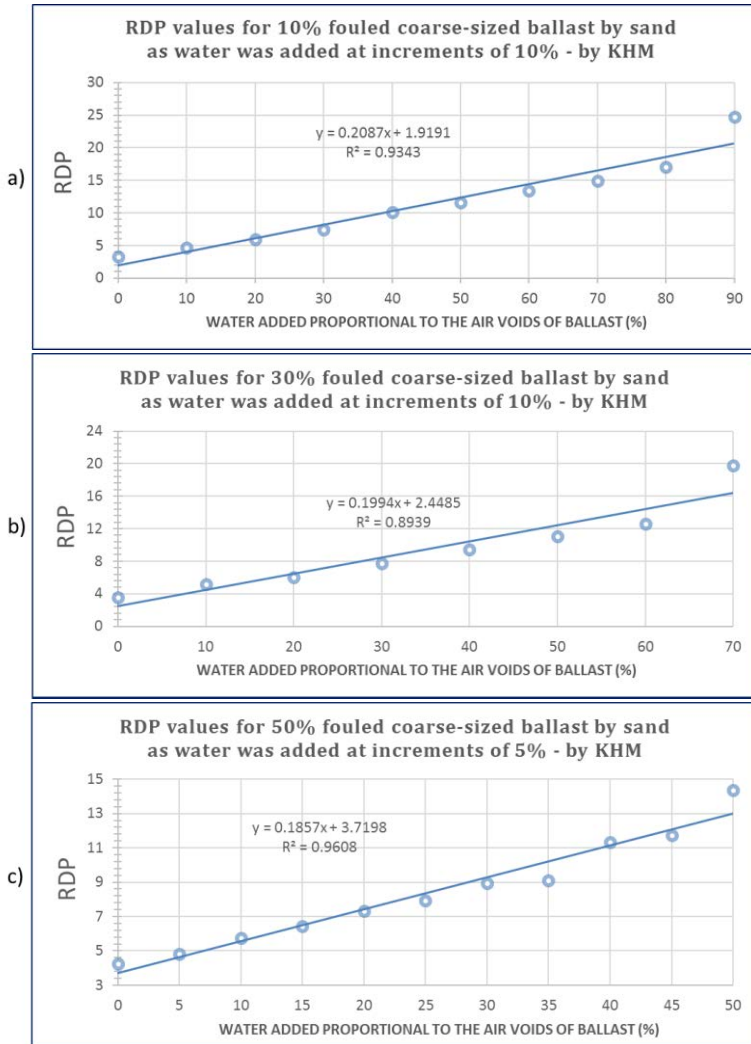 a)
RDP values for 10% fouled coarse-sized ballast by sand
as water was added at increments of 10% - by KHM
RDP
30
25
20
15
10
5
0
y = 0.2087x + 1.9191
R² = 0.9343
0 10 20 30 40 50 60 70 80 90
WATER ADDED PROPORTIONAL TO THE AIR VOIDS OF BALLAST (%)
b)
RDP values for 30% fouled coarse-sized ballast by sand
as water was added at increments of 10% - by KHM
RDP
24
20
16
12
8
4
0
y = 0.1994x + 2.4485
R² = 0.8939
0 10 20 30 40 50 60 70
WATER ADDED PROPORTIONAL TO THE AIR VOIDS OF BALLAST (%)
c)
RDP values for 50% fouled coarse-sized ballast by sand
as water was added at increments of 5% - by KHM
RDP
15
13
11
9
7
5
3
y = 0.1857x + 3.7198
R² = 0.9608
0 5 10 15 20 25 30 35 40 45 50
WATER ADDED PROPORTIONAL TO THE AIR VOIDS OF BALLAST (%)